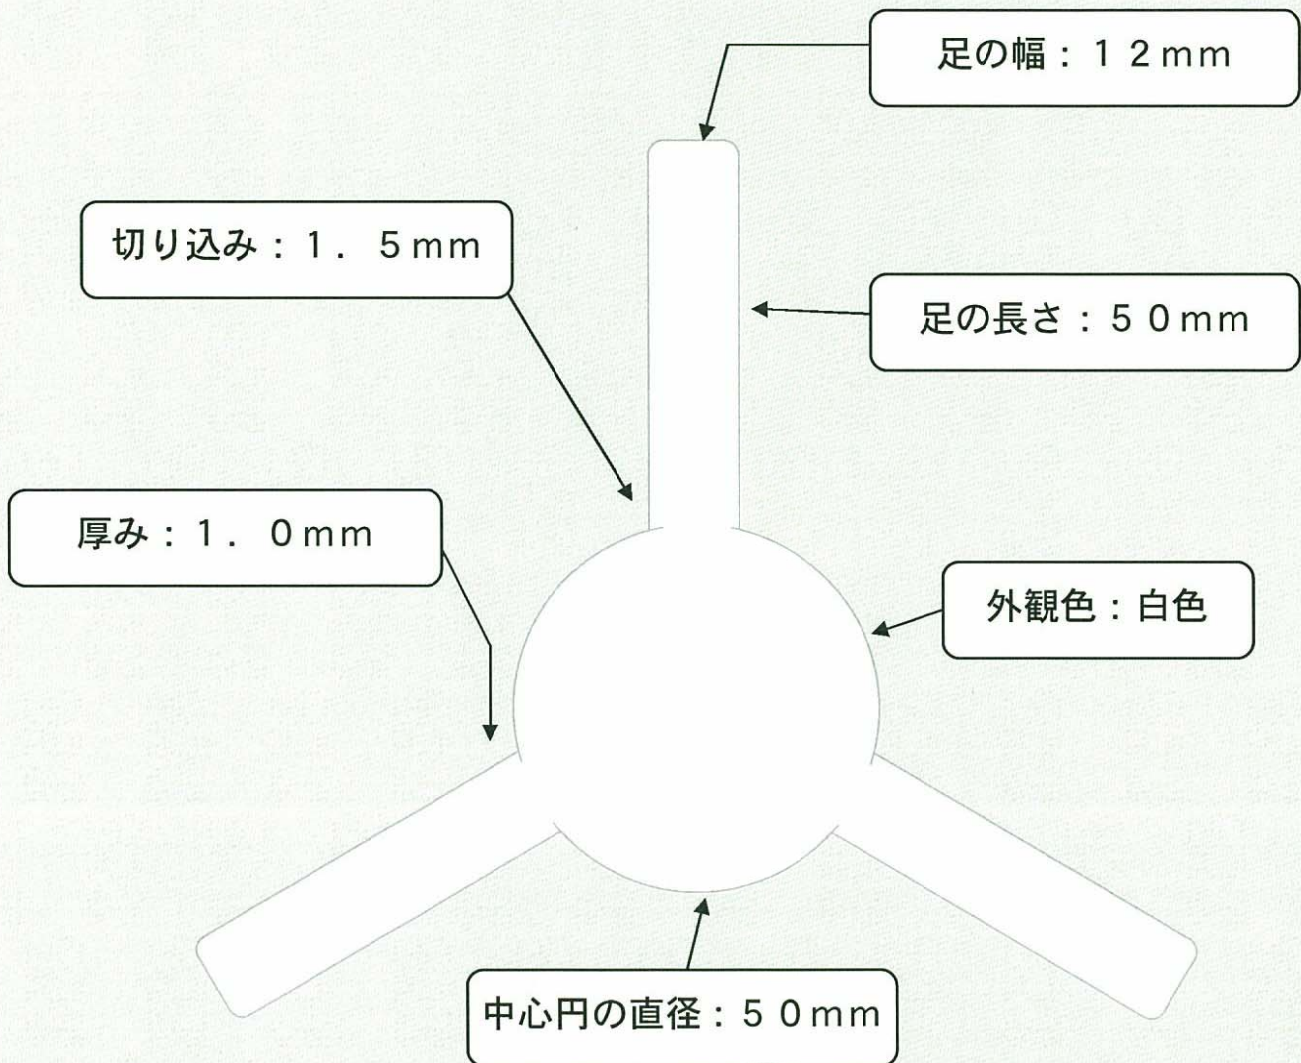 足の幅：１２ｍｍ
切り込み：１．５ｍｍ
足の長さ：５０ｍｍ
厚み：１．０ｍｍ
外観色：白色
中心円の直径：５０ｍｍ